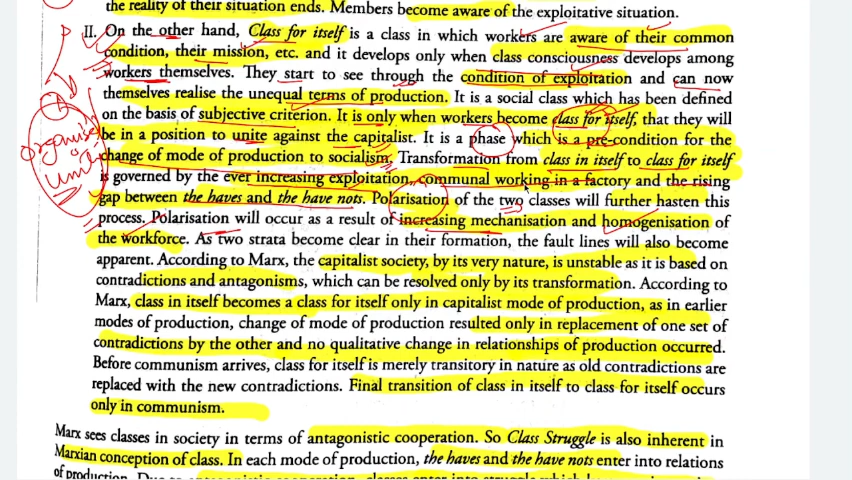 the reality of their situation ends. Members become aware of the exploitative situation.
II. On the other hand, Class for itself is a class in which workers are aware of their common
condition, their mission, etc. and it develops only when class consciousness develops among
workers themselves. They start to see through the condition of exploitation and can now
themselves realise the unequal terms of production. It is a social class which has been defined
on the basis of subjective criterion. It is only when workers become class for itself, that they will
be in a position to unite against the capitalist. It is a phase which is a pre-condition for the
change of mode of production to socialism. Transformation from class in itself to class for itself
is governed by the ever increasing exploitation, communal working in a factory and the rising
gap between the haves and the have nots. Polarisation of the two classes will further hasten this
process. Polarisation will occur as a result of increasing mechanisation and homogenisation of
the workforce. As two strata become clear in their formation, the fault lines will also become
apparent. According to Marx, the capitalist society, by its very nature, is unstable as it is based on
contradictions and antagonisms, which can be resolved only by its transformation. According to
Marx, class in itself becomes a class for itself only in capitalist mode of production, as in earlier
modes of production, change of mode of production resulted only in replacement of one set of
contradictions by the other and no qualitative change in relationships of production occurred.
Before communism arrives, class for itself is merely transitory in nature as old contradictions are
replaced with the new contradictions. Final transition of class in itself to class for itself occurs
only in communism.
Marx sees classes in society in terms of antagonistic cooperation. So Class Struggle is also inherent in
Marxian conception of class. In each mode of production, the haves and the have nots enter into relations
of production.